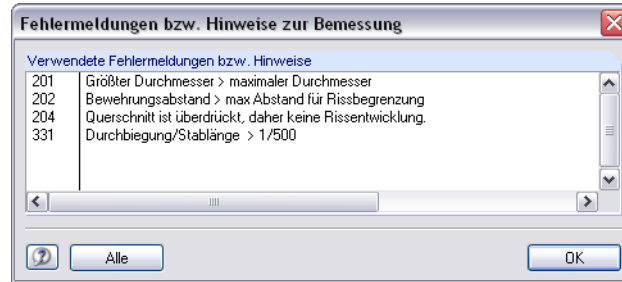 Fehlermeldungen bzw. Hinweise zur Bemessung
Verwendete Fehlermeldungen bzw. Hinweise
201 Größter Durchmesser > maximaler Durchmesser
202 Bewehrungsabstand > max Abstand für Rissbegrenzung
204 Querschnitt ist überdrückt, daher keine Rissentwicklung.
331 Durchbiegung/Stablänge > 1/500
Alle
OK